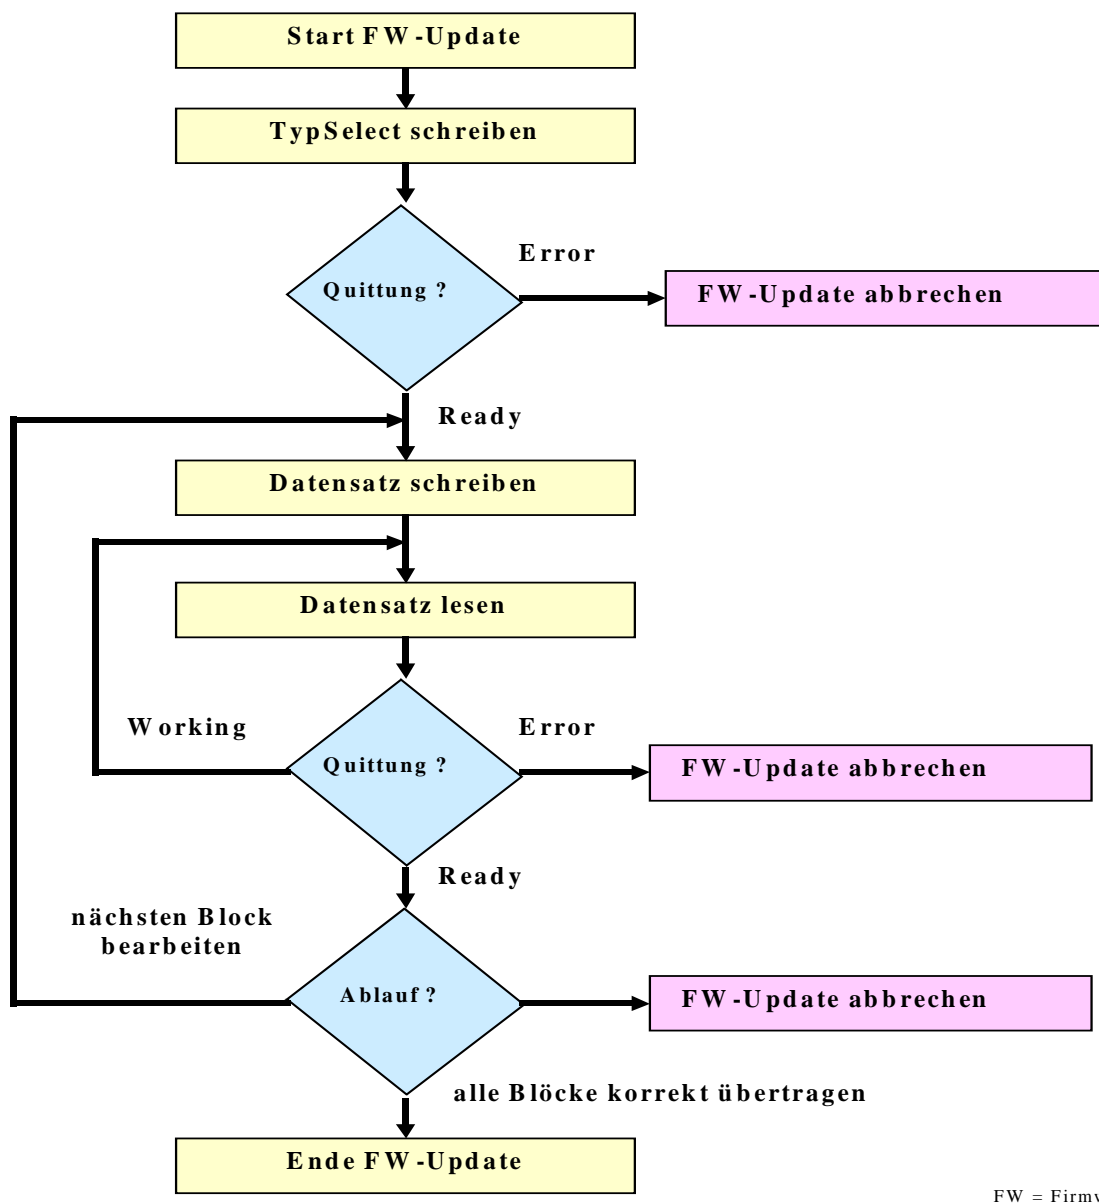 Start FW-Update
TypSelect schreiben
Error
Quittung ?
FW-Update abbrechen
Ready
Datensatz schreiben
Datensatz lesen
Working
Error
Quittung ?
FW-Update abbrechen
Ready
nächsten Block
bearbeiten
Ablauf ?
FW-Update abbrechen
alle Blöcke korrekt übertragen
Ende FW-Update
FW =